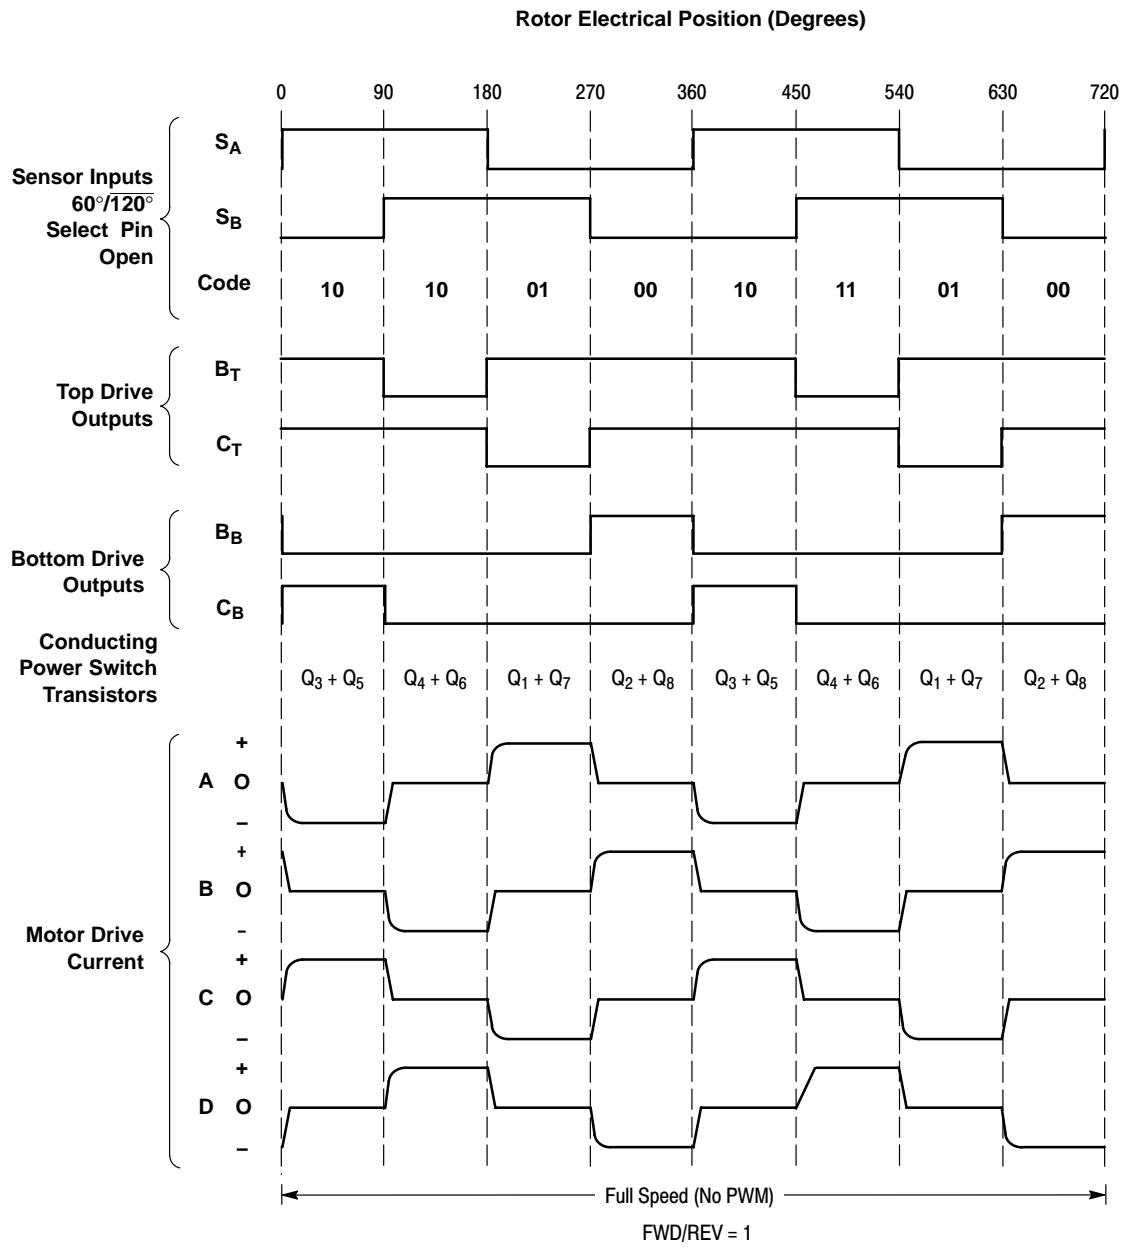 Rotor Electrical Position (Degrees)
0 90 180 270 360 450 540 630 720
Sensor Inputs
60°/120°
Select Pin
Open
SA
SB
Code
10 10 01 00 10 11 01 00
Top Drive
Outputs
BT
CT
Bottom Drive
Outputs
BB
CB
Conducting
Power Switch
Transistors
Q3 + Q5 Q4 + Q6 Q1 + Q7 Q2 + Q8 Q3 + Q5 Q4 + Q6 Q1 + Q7 Q2 + Q8
Motor Drive
Current
+
A O
–
+
B O
–
+
C O
–
+
D O
–
Full Speed (No PWM)
FWD/REV = 1